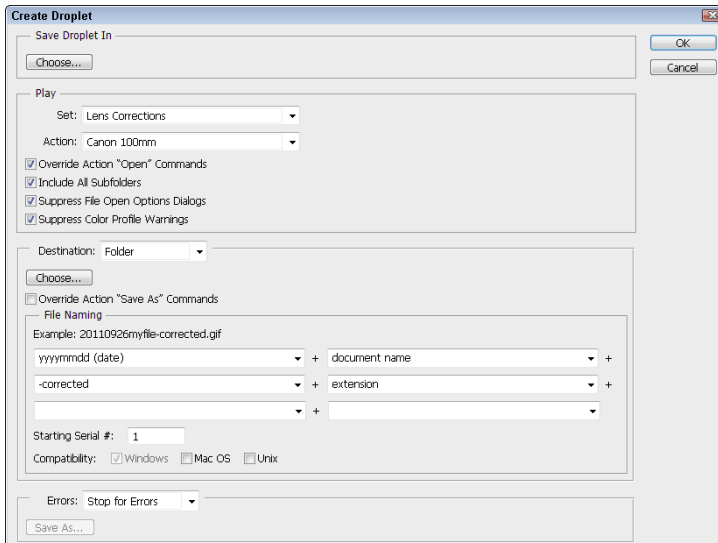 Create Droplet
Save Droplet In
OK
Choose...
Cancel
Play
Set: Lens Corrections
Action: Canon 100mm
Override Action "Open" Commands
Include All Subfolders
Suppress File Open Options Dialogs
Suppress Color Profile Warnings
Destination: Folder
Choose...
Override Action "Save As" Commands
File Naming
Example: 20110926myfile-corrected.gif
yyyymmdd (date) + document name +
-corrected + extension +
+
Starting Serial #: 1
Compatibility: Windows Mac OS Unix
Errors: Stop for Errors
Save As...